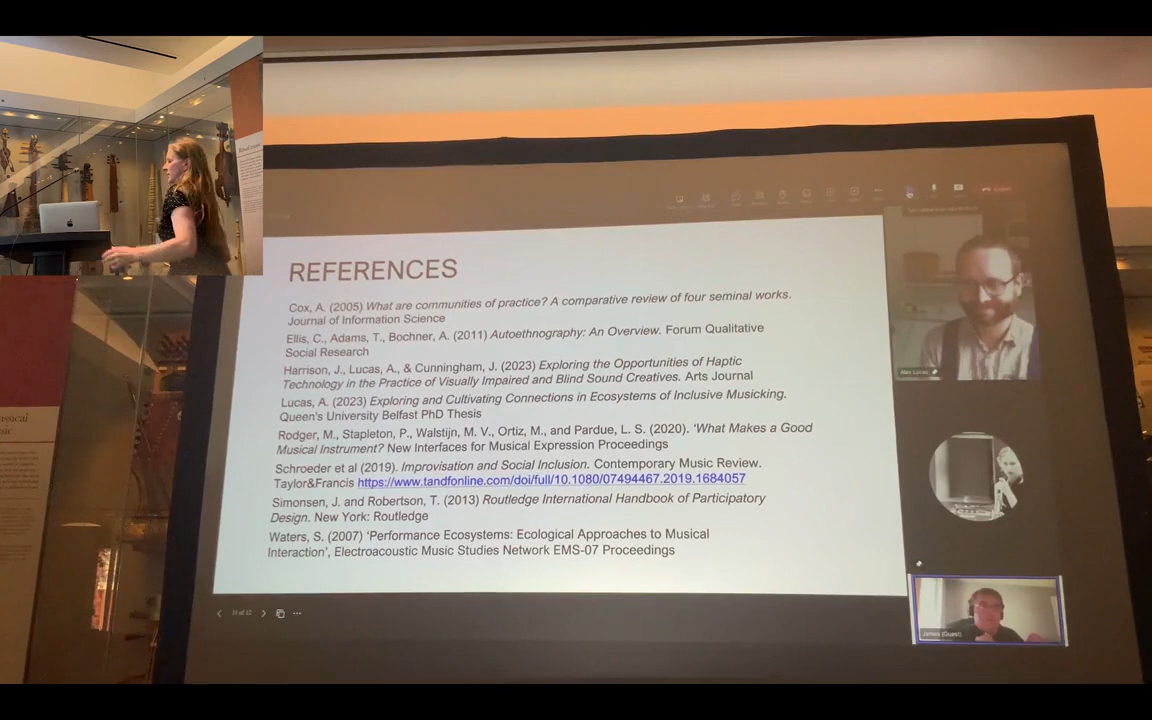 REFERENCES
Cox, A. (2005) What are communities of practice? A comparative review of four seminal works.
Journal of Information Science
Ellis, C., Adams, T., Bochner, A. (2011) Autoethnography: An Overview. Forum Qualitative
Social Research
Harrison, J., Lucas, A., & Cunningham, J. (2023) Exploring the Opportunities of Haptic
Technology in the Practice of Visually Impaired and Blind Sound Creatives. Arts Journal
Lucas, A. (2023) Exploring and Cultivating Connections in Ecosystems of Inclusive Musicking.
Queen's University Belfast PhD Thesis
Rodger, M., Stapleton, P., Walstijn, M. V., Ortiz, M., and Pardue, L. S. (2020). 'What Makes a Good
Musical Instrument? New Interfaces for Musical Expression Proceedings
Schroeder et al (2019). Improvisation and Social Inclusion. Contemporary Music Review.
Taylor&Francis https://www.tandfonline.com/doi/full/10.1080/07494467.2019.1684057
Simonsen, J. and Robertson, T. (2013) Routledge International Handbook of Participatory
Design. New York: Routledge
Waters, S. (2007) 'Performance Ecosystems: Ecological Approaches to Musical
Interaction', Electroacoustic Music Studies Network EMS-07 Proceedings
11 of 12
Alex Lucas
James (Guest)